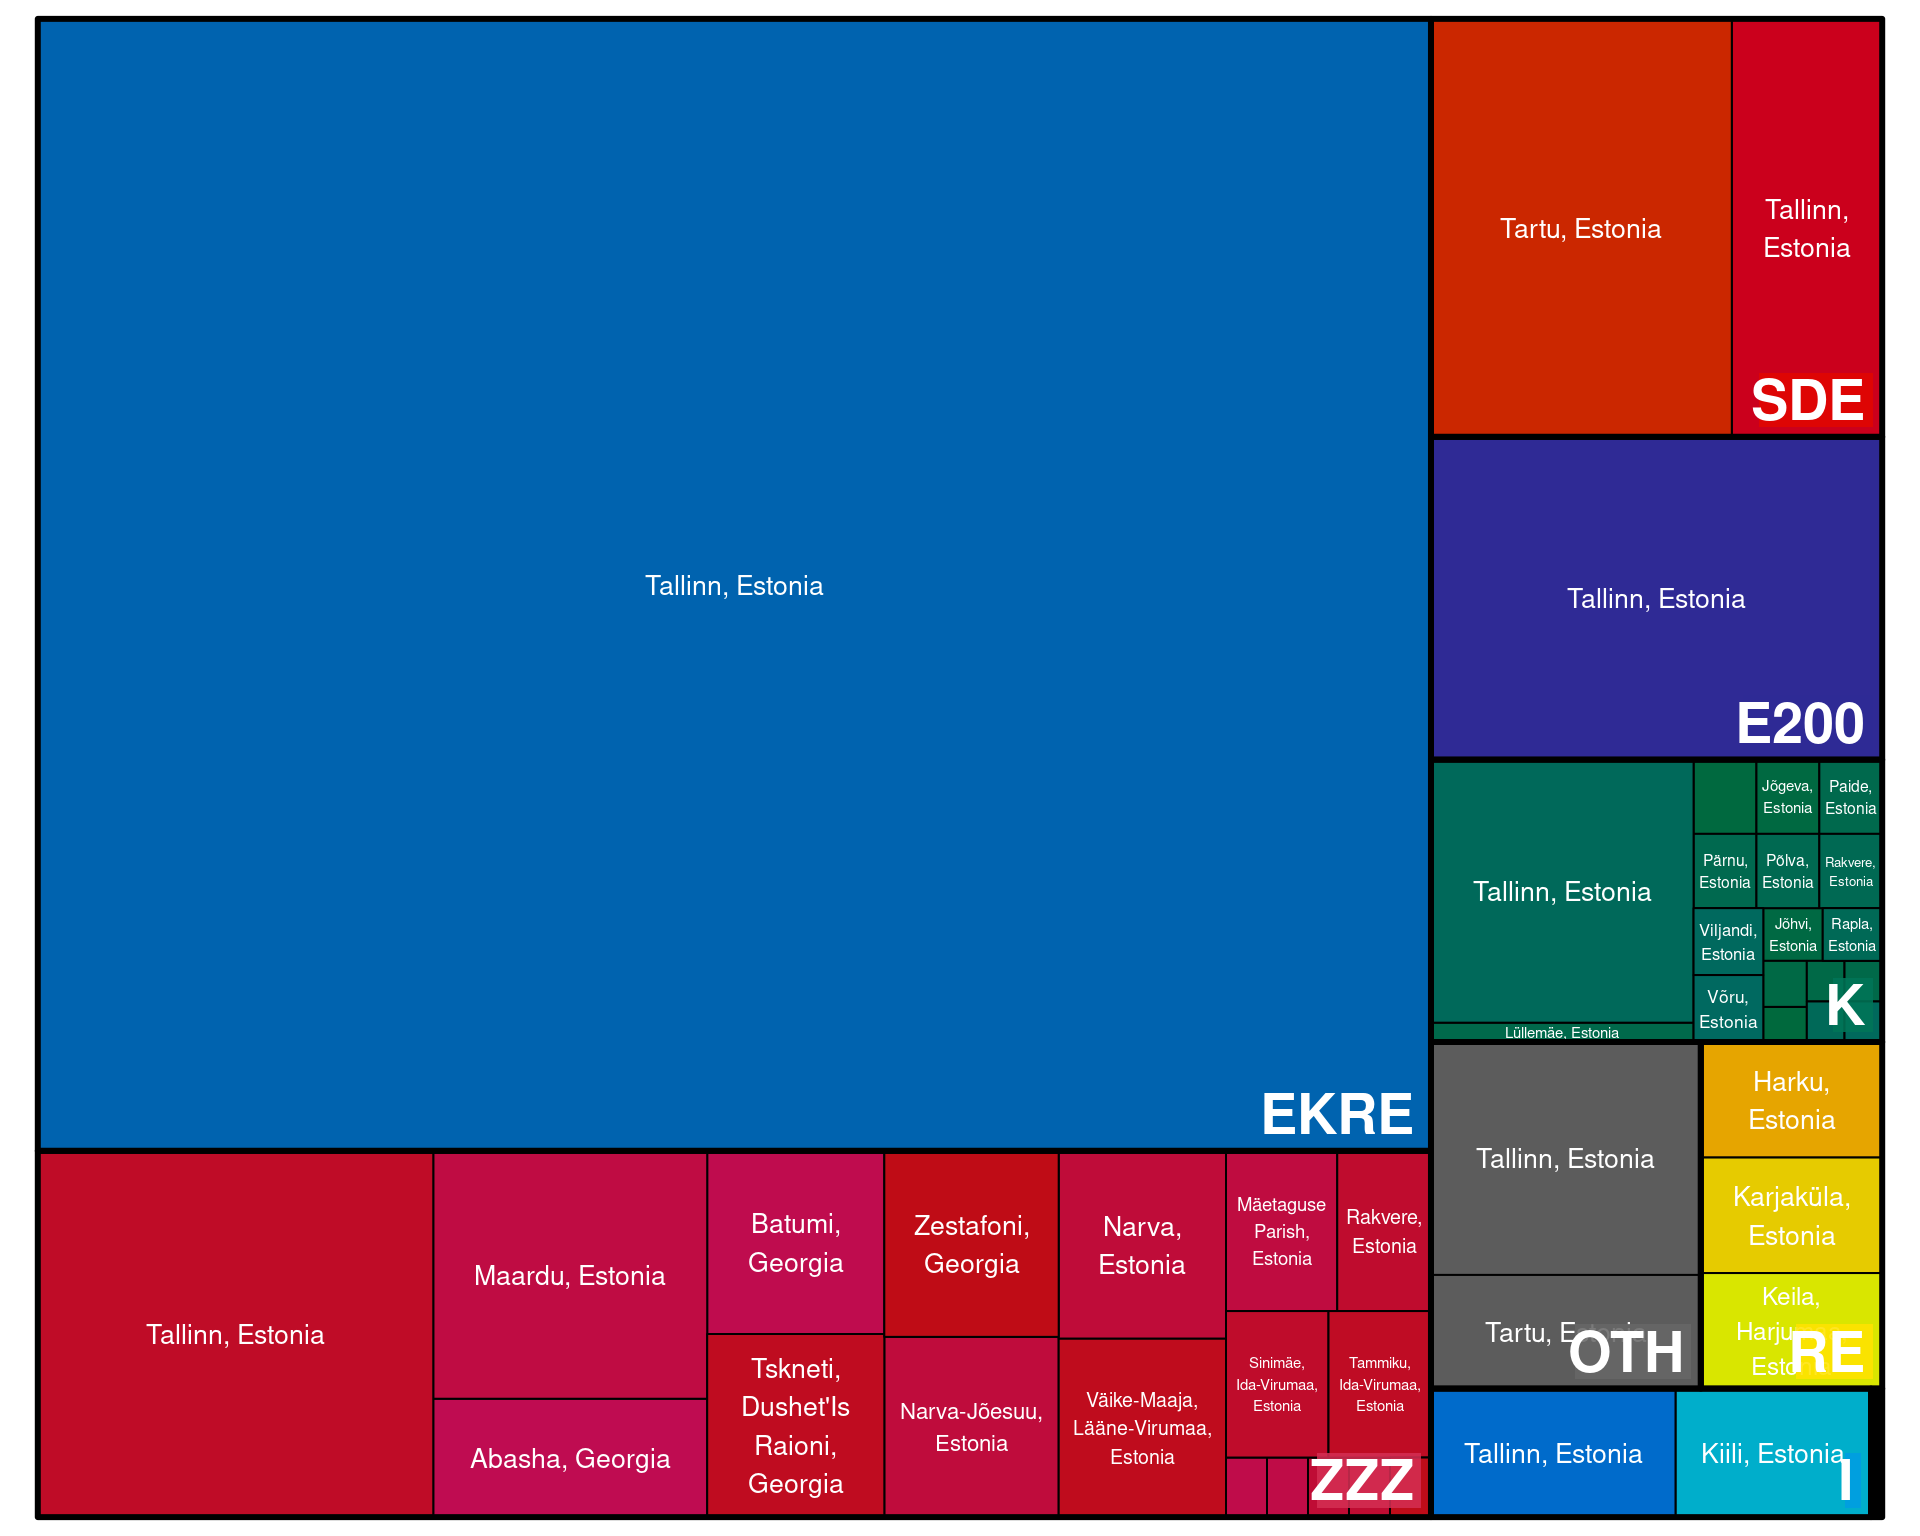 Tallinn, Estonia
EKRE
Tartu, Estonia
Tallinn,
Estonia
SDE
Tallinn, Estonia
E200
Tallinn, Estonia
Jõgeva,
Estonia
Paide,
Estonia
Pärnu,
Estonia
Põlva,
Estonia
Rakvere,
Estonia
Viljandi,
Estonia
Jõhvi,
Estonia
Rapla,
Estonia
Võru,
Estonia
Lüllemäe, Estonia
K
Tallinn, Estonia
Tartu, Estonia
OTH
Harku,
Estonia
Karjaküla,
Estonia
Keila,
RE
Tallinn, Estonia
Kiili, Estonia
I
Tallinn, Estonia
Maardu, Estonia
Abasha, Georgia
Batumi,
Georgia
Tskneti,
Dushet'Is
Raioni,
Georgia
Zestafoni,
Georgia
Narva-Jõesuu,
Estonia
Narva,
Estonia
Väike-Maaja,
Lääne-Virumaa,
Estonia
Mäetaguse
Parish,
Estonia
Rakvere,
Estonia
Sinimäe,
Ida-Virumaa,
Estonia
Tammiku,
Ida-Virumaa,
Estonia
ZZZ